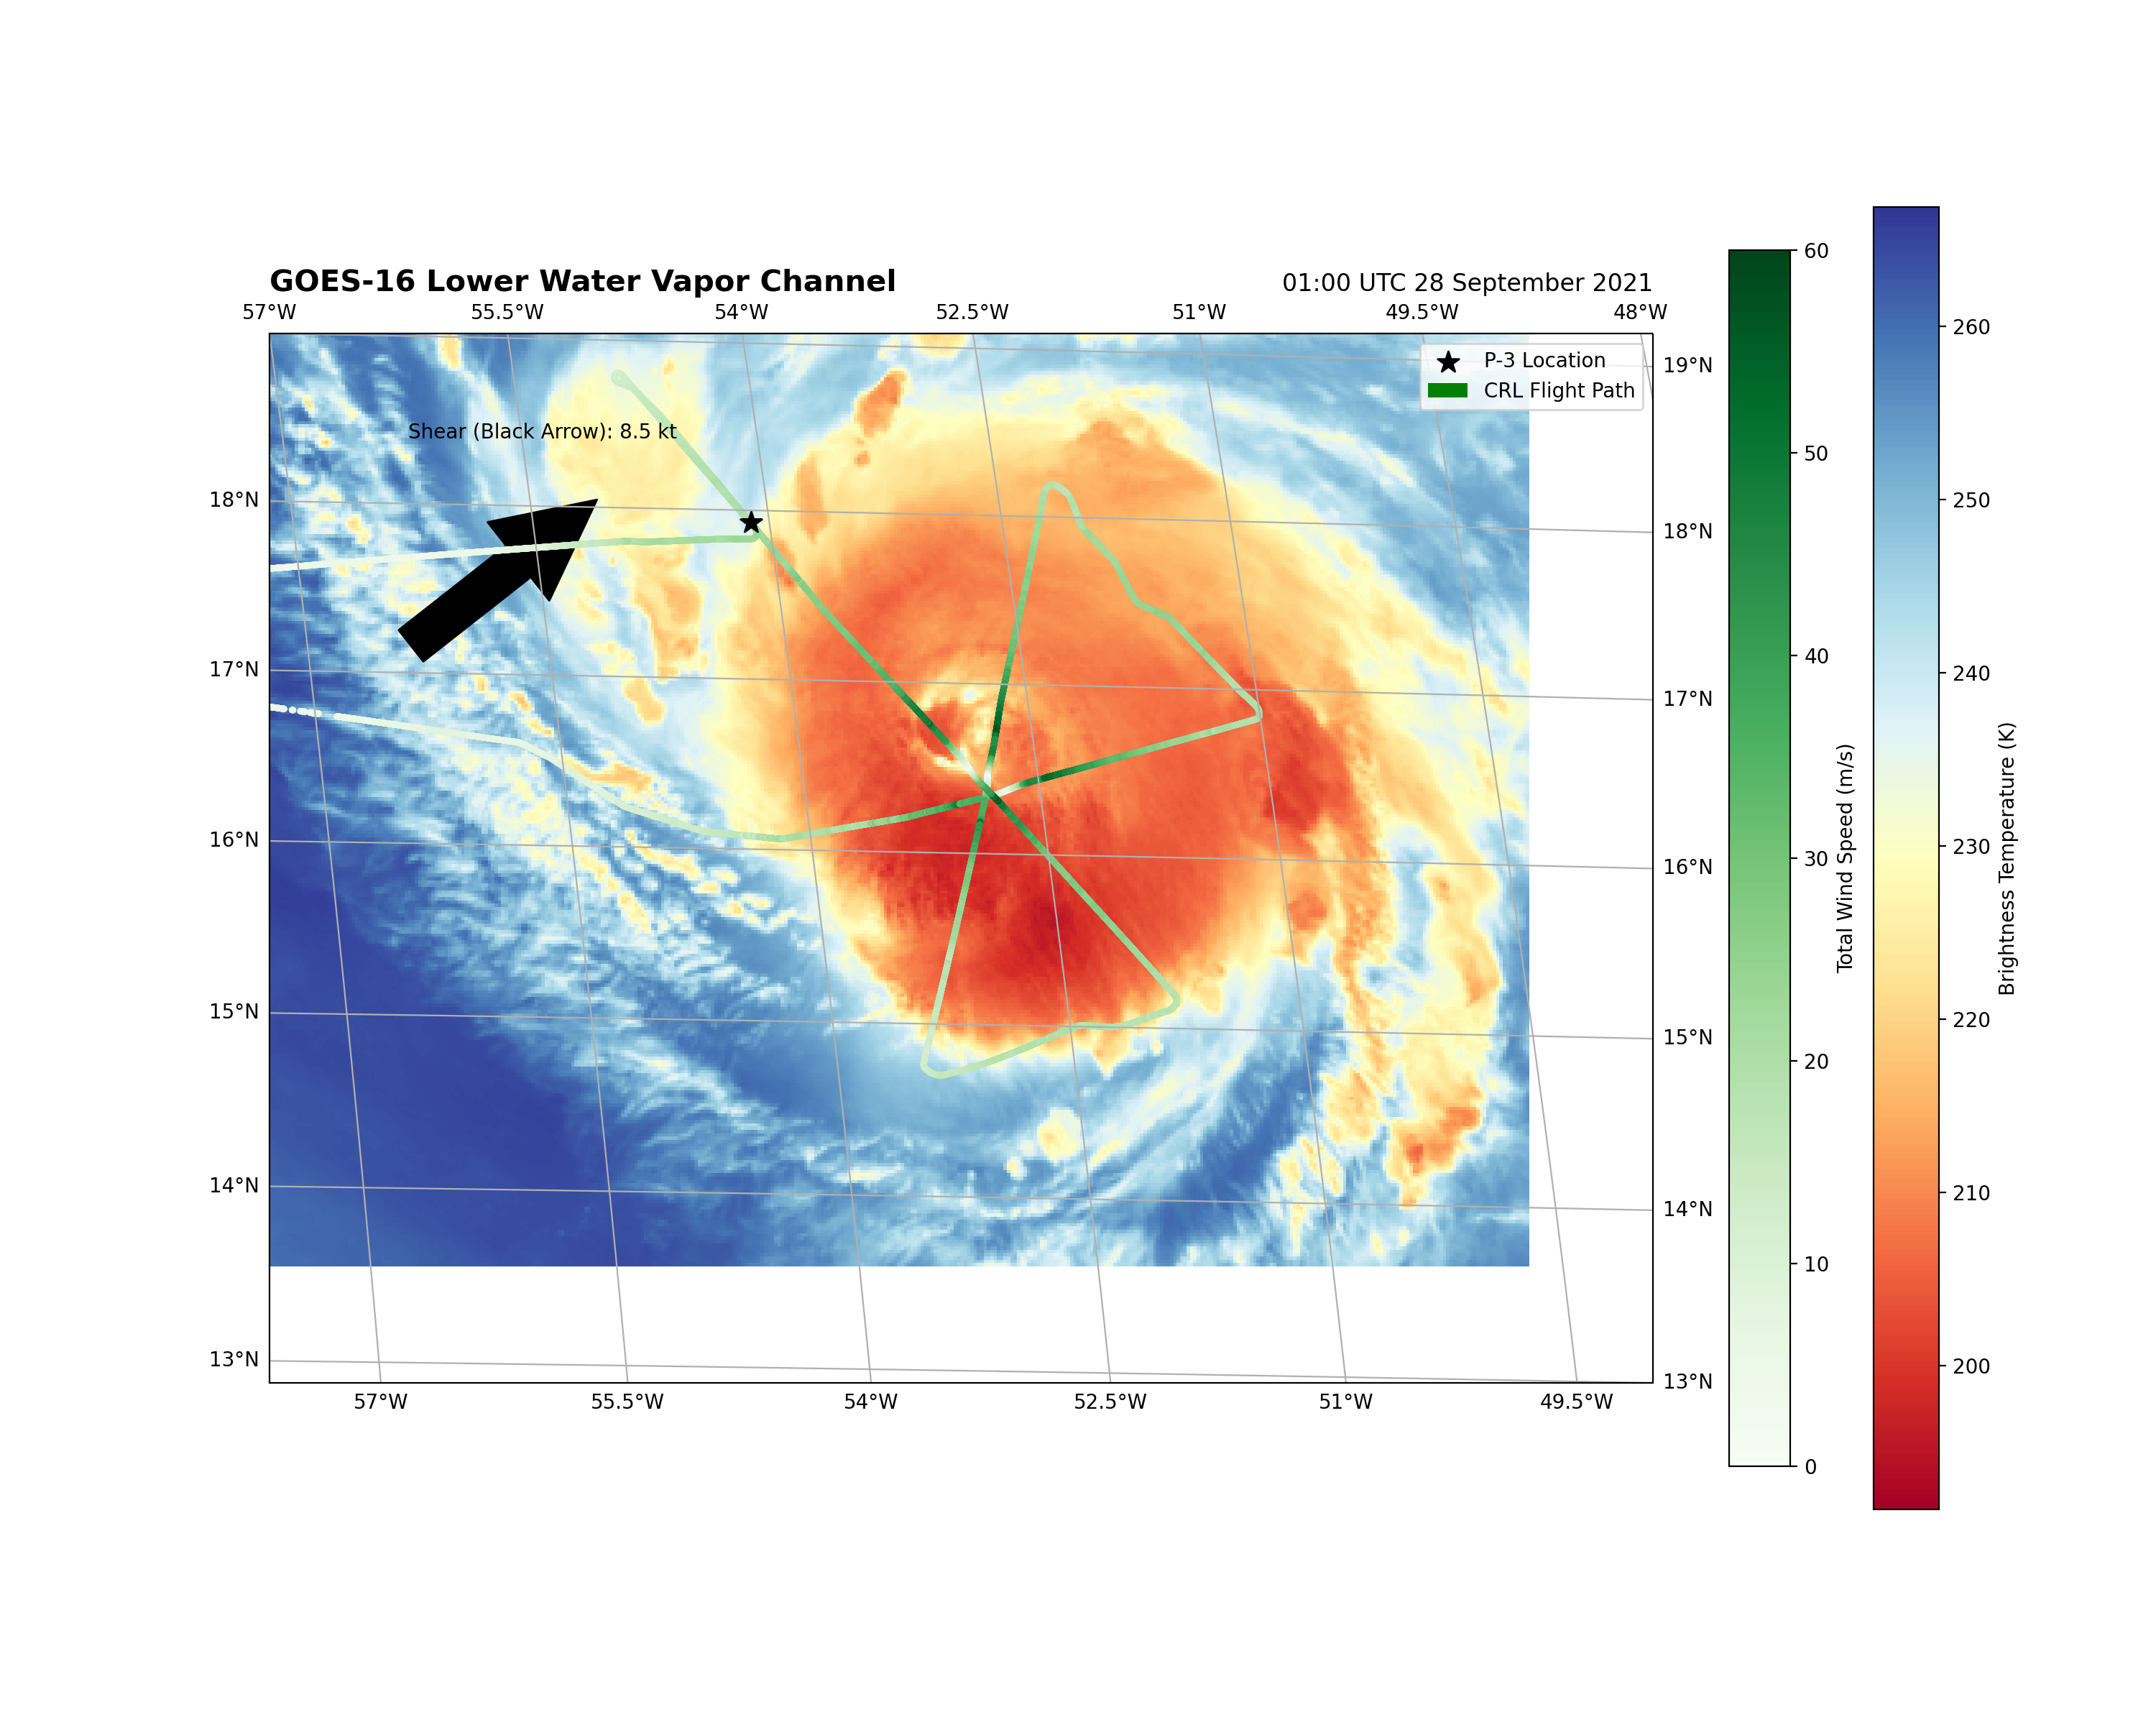 GOES-16 Lower Water Vapor Channel
01:00 UTC 28 September 2021
57°W 55.5°W 54°W 52.5°W 51°W 49.5°W 48°W
P-3 Location
CRL Flight Path
Shear (Black Arrow): 8.5 kt
18°N
17°N
16°N
15°N
14°N
13°N
19°N
18°N
17°N
16°N
15°N
14°N
13°N
57°W 55.5°W 54°W 52.5°W 51°W 49.5°W
60
50
40
30
20
10
0
Total Wind Speed (m/s)
260
250
240
230
220
210
200
Brightness Temperature (K)